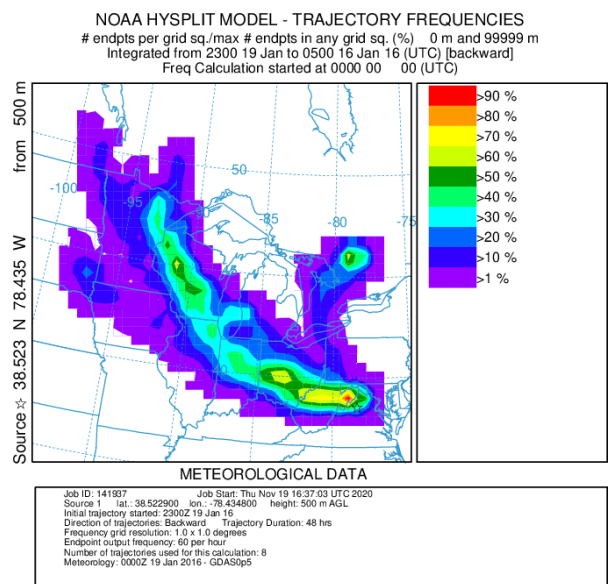 NOAA HYSPLIT MODEL - TRAJECTORY FREQUENCIES
# endpts per grid sq./max # endpts in any grid sq. (%) 0 m and 99999 m
Integrated from 2300 19 Jan to 0500 16 Jan 16 (UTC) [backward]
Freq Calculation started at 0000 00 00 (UTC)
Source ☆ 38.523 N 78.435 W from 500 m
-100
-95
-90
-85
-80
-75
50
>90 %
>80 %
>70 %
>60 %
>50 %
>40 %
>30 %
>20 %
>10 %
>1 %
METEOROLOGICAL DATA
Job ID: 141937 Job Start: Thu Nov 19 16:37:03 UTC 2020
Source 1 lat.: 38.522900 lon.: -78.434800 height: 500 m AGL
Initial trajectory started: 2300Z 19 Jan 16
Direction of trajectories: Backward Trajectory Duration: 48 hrs
Frequency grid resolution: 1.0 x 1.0 degrees
Endpoint output frequency: 60 per hour
Number of trajectories used for this calculation: 8
Meteorology: 0000Z 19 Jan 2016 - GDAS0p5